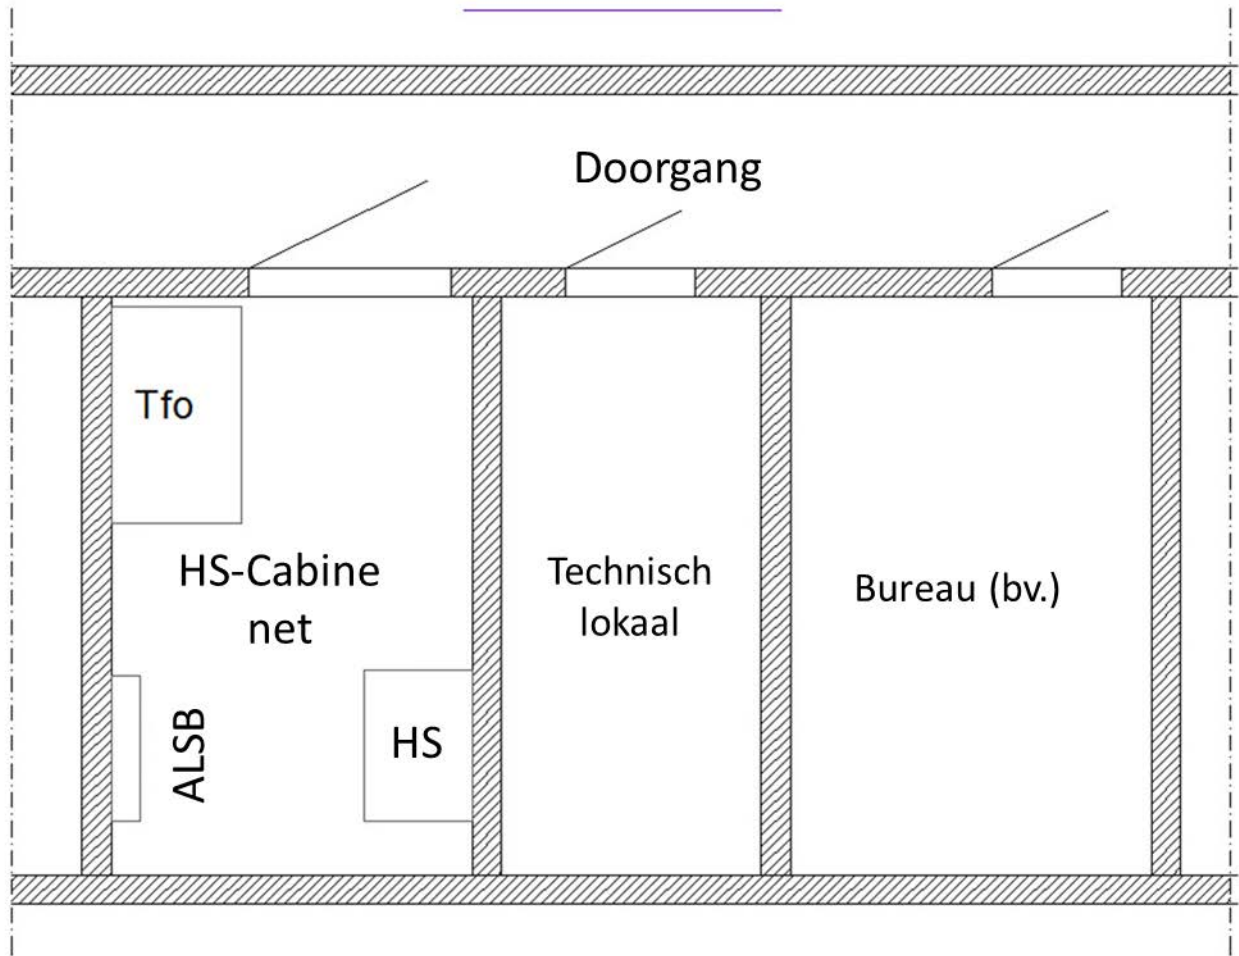 Doorgang
Tfo
HS-Cabine
net
Technisch
lokaal
Bureau (bv.)
ALSB
HS